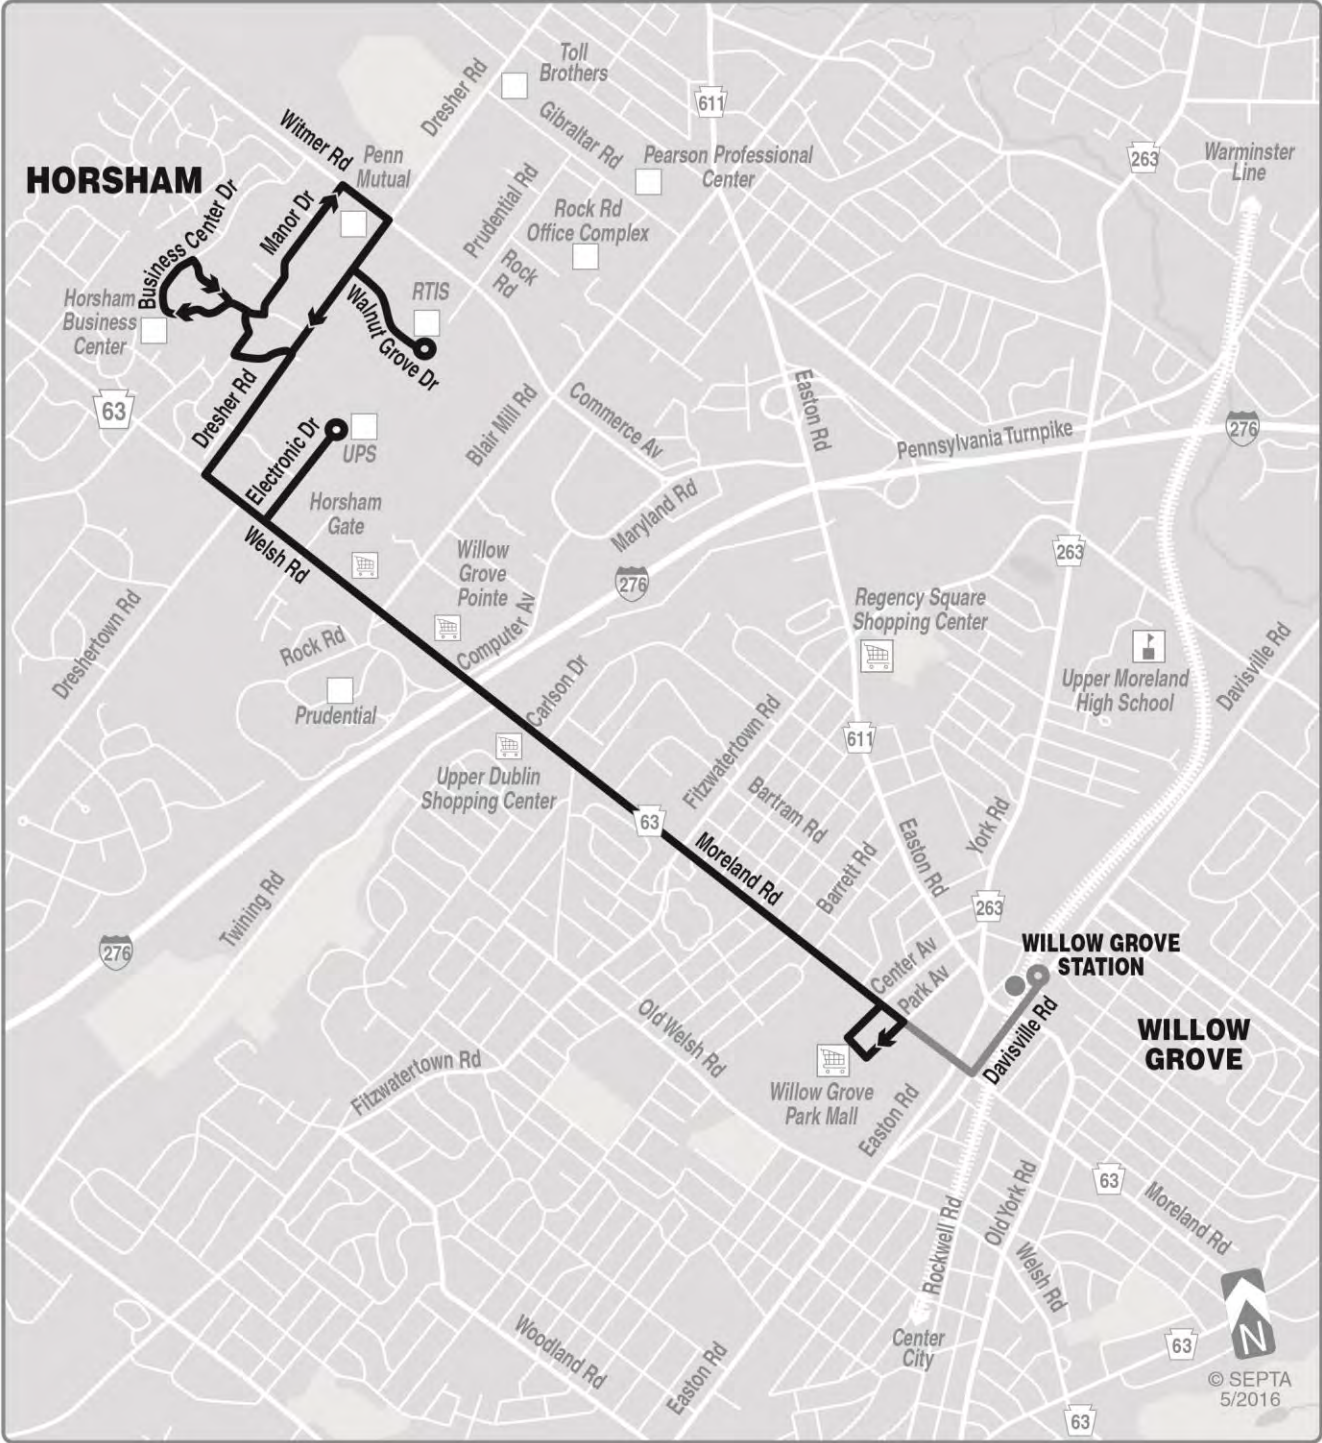 Toll
Brothers
Dresher Rd
611
Gibraltar Rd
Witmer Rd
Penn
Mutual
Pearson Professional
Center
263
Warminster
Line
HORSHAM
Business Center Dr
Manor Dr
Prudential Rd
Rock Rd
Office Complex
Rock
Rd
Horsham
Business
Center
RTIS
Walnut Grove Dr
63
Dresher Rd
Electronic Dr
UPS
Blair Mill Rd
Commerce Av
Easton Rd
Pennsylvania Turnpike
276
Horsham
Gate
Maryland Rd
Welsh Rd
Willow
Grove
Pointe
276
263
Regency Square
Shopping Center
Dreshertown Rd
Rock Rd
Computer Av
Carlson Dr
Prudential
Upper Moreland
High School
Davisville Rd
Upper Dublin
Shopping Center
Fitzwatertown Rd
611
Bartram Rd
63
Moreland Rd
Barrett Rd
Easton Rd
York Rd
263
Twining Rd
276
Center Av
Park Av
WILLOW GROVE
STATION
Old Welsh Rd
Davisville Rd
WILLOW
GROVE
Fitzwatertown Rd
Willow Grove
Park Mall
Easton Rd
63
Moreland Rd
Rockwell Rd
Old York Rd
Welsh Rd
Woodland Rd
Easton Rd
Center
City
63
N
© SEPTA
5/2016
63